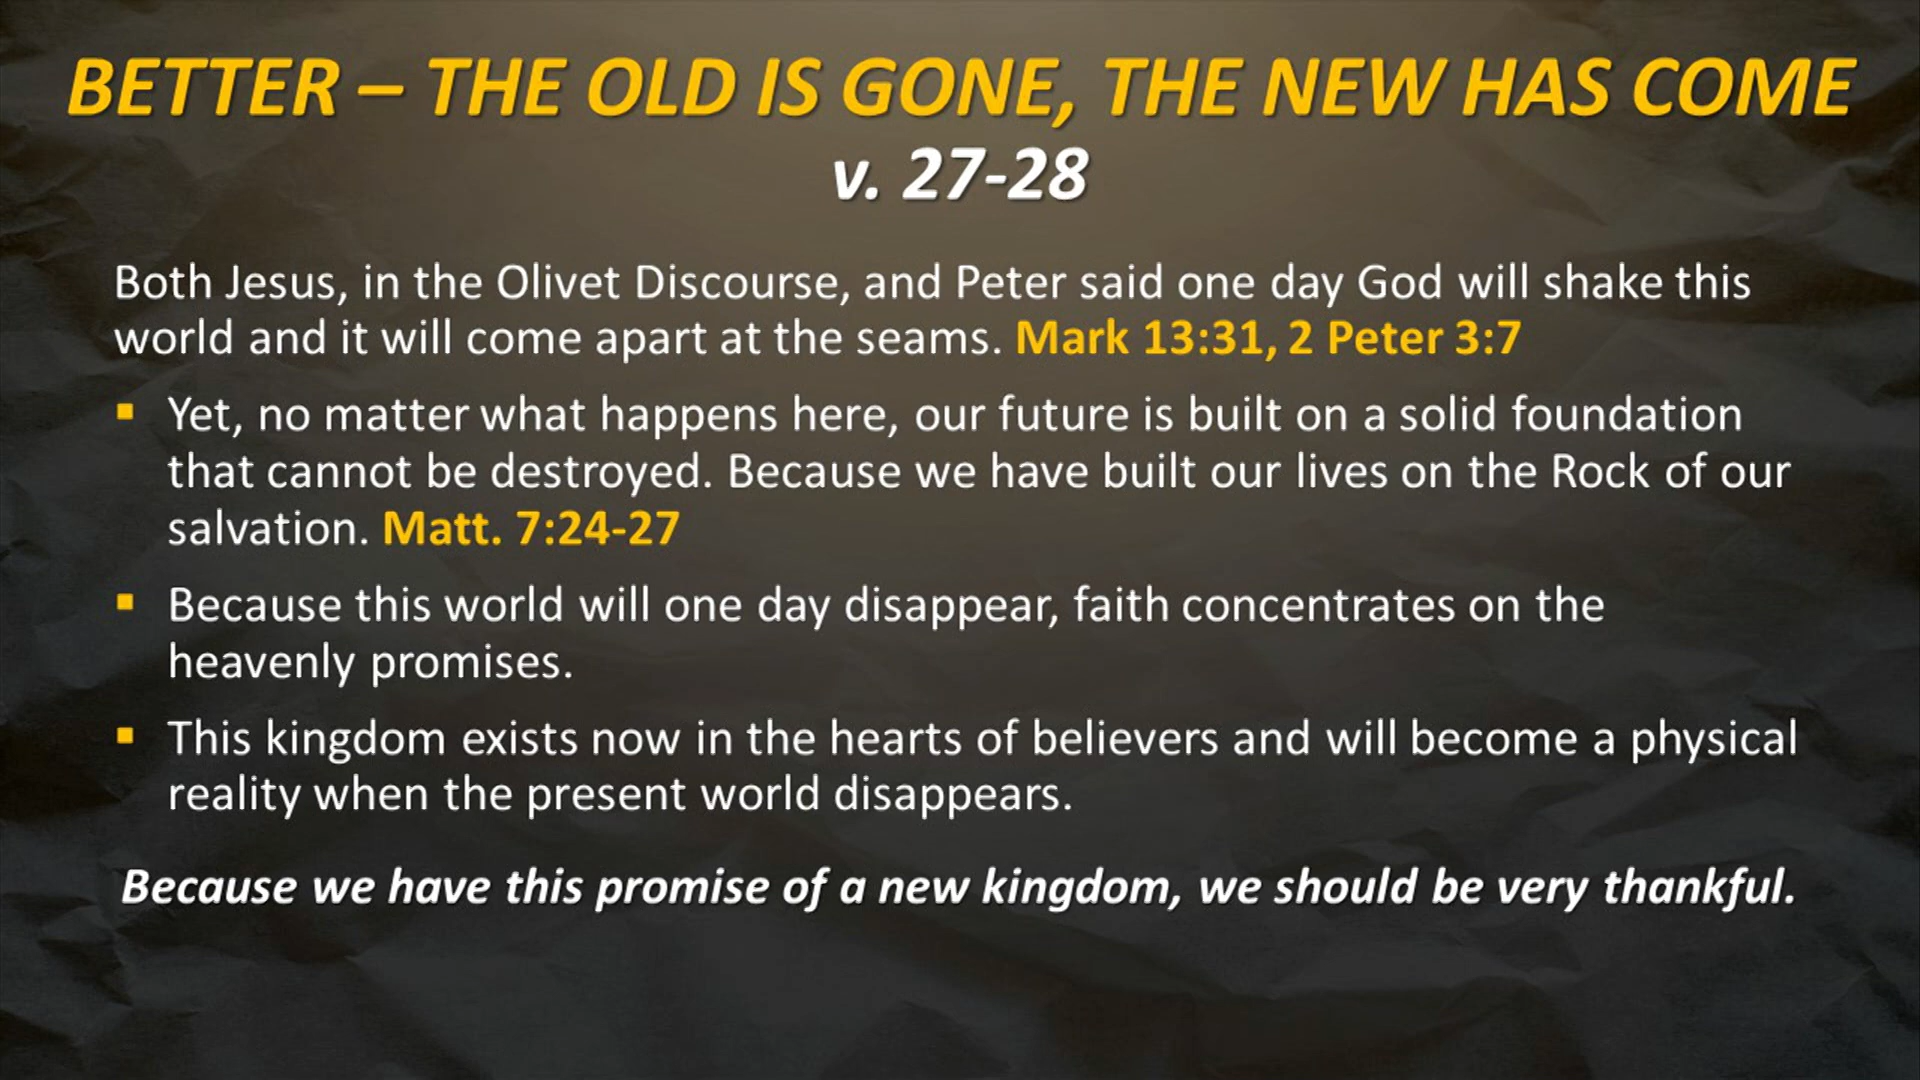 BETTER – THE OLD IS GONE, THE NEW HAS COME
v. 27-28
Both Jesus, in the Olivet Discourse, and Peter said one day God will shake this
world and it will come apart at the seams. Mark 13:31, 2 Peter 3:7
▪ Yet, no matter what happens here, our future is built on a solid foundation
that cannot be destroyed. Because we have built our lives on the Rock of our
salvation. Matt. 7:24-27
▪ Because this world will one day disappear, faith concentrates on the
heavenly promises.
▪ This kingdom exists now in the hearts of believers and will become a physical
reality when the present world disappears.
Because we have this promise of a new kingdom, we should be very thankful.